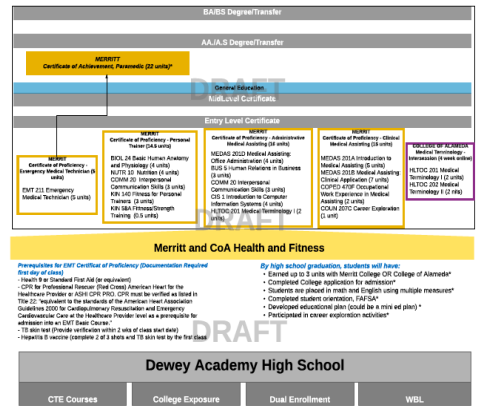 BA/BS Degree/Transfer
AA./A.S Degree/Transfer
MERRITT
Certificate of Achievement, Paramedic (22 units)*
DRAFT
General Education
MidLevel Certificate
Entry Level Certificate
MERRITT
Certificate of Proficiency -
Emergency Medical Technician (5
units)
EMT 211 Emergency
Medical Technician (5 units)
MERRITT
Certificate of Proficiency - Personal
Trainer (14.5 units)
BIOL 24 Basic Human Anatomy
and Physiology (4 units)
NUTR 10 Nutrition (4 units)
COMM 20 Interpersonal
Communication Skills (3 units)
KIN 140 Fitness for Personal
Trainers (3 units)
KIN 58A Fitness/Strength
Training (0.5 units)
MERRITT
Certificate of Proficiency - Administrative
Medical Assisting (16 units)
MEDAS 201D Medical Assisting:
Office Administration (4 units)
BUS 5 Human Relations in Business
(3 units)
COMM 20 Interpersonal
Communication Skills (3 units)
CIS 1 Introduction to Computer
Information Systems (4 units)
HLTOC 201 Medical Terminology I (2
units)
MERRITT
Certificate of Proficiency - Clinical
Medical Assisting (15 units)
MEDAS 201A Introduction to
Medical Assisting (5 units)
MEDAS 201B Medical Assisting:
Clinical Application (7 units)
COPED 470F Occupational
Work Experience in Medical
Assisting (2 units)
COUN 207C Career Exploration
(1 unit)
COLLEGE OF ALAMEDA
Medical Terminology -
Intersession (4 week online)
HLTOC 201 Medical
Terminology I (2 units)
HLTOC 202 Medical
Terminology II (2 nits)
DRAFT
Merritt and CoA Health and Fitness
Prerequisites for EMT Certificat of Proficiency (Documentation Required
first day of class)
- Health 9 or Standard First Aid (or equivalent)
- CPR for Professional Rescuer (Red Cross) American Heart for the
Healthcare Provider or ASHI CPR PRO. CPR must be verified as listed in
Title 22: "equivalent to the standards of the American Heart Association
Guidelines 2000 for Cardiopulmonary Resuscitation and Emergency
Cardiovascular Care at the Healthcare Provider level as a prerequisite for
admission into an EMT Basic Course."
- TB skin test (Provide verification within 2 wks of class start date)
- Hepatitis B vaccine (complete 2 of 3 shots and TB skin test by the first class
By high school graduation, students will have:
• Earned up to 3 units with Merritt College OR College of Alameda*
• Completed College application for admission*
• Students are placed in math and English using multiple measures*
• Completed student orientation, FAFSA*
• Developed educational plan (could be a mini ed plan) *
• Participated in career exploration activities*
DRAFT
Dewey Academy High School
CTE Courses
College Exposure
Dual Enrollment
WBL